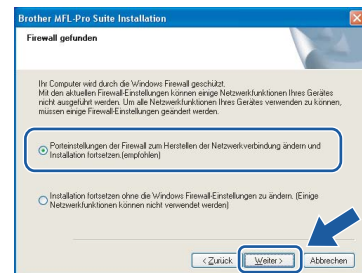 Brother MFL-Pro Suite Installation
Firewall gefunden
Ihr Computer wird durch die Windows Firewall geschützt.
Mit den aktuellen Firewall-Einstellungen können einige Netzwerkfunktionen Ihres Gerätes
nicht ausgeführt werden. Um alle Netzwerkfunktionen Ihres Gerätes verwenden zu können,
müssen einige Firewall-Einstellungen geändert werden.
Porteinstellungen der Firewall zum Herstellen der Netzwerkverbindung ändern und
Installation fortsetzen.(empfohlen)
Installation fortsetzen ohne die Windows Firewall-Einstellungen zu ändern. (Einige
Netzwerkfunktionen können nicht verwendet werden)
< Zurück Weiter > Abbrechen